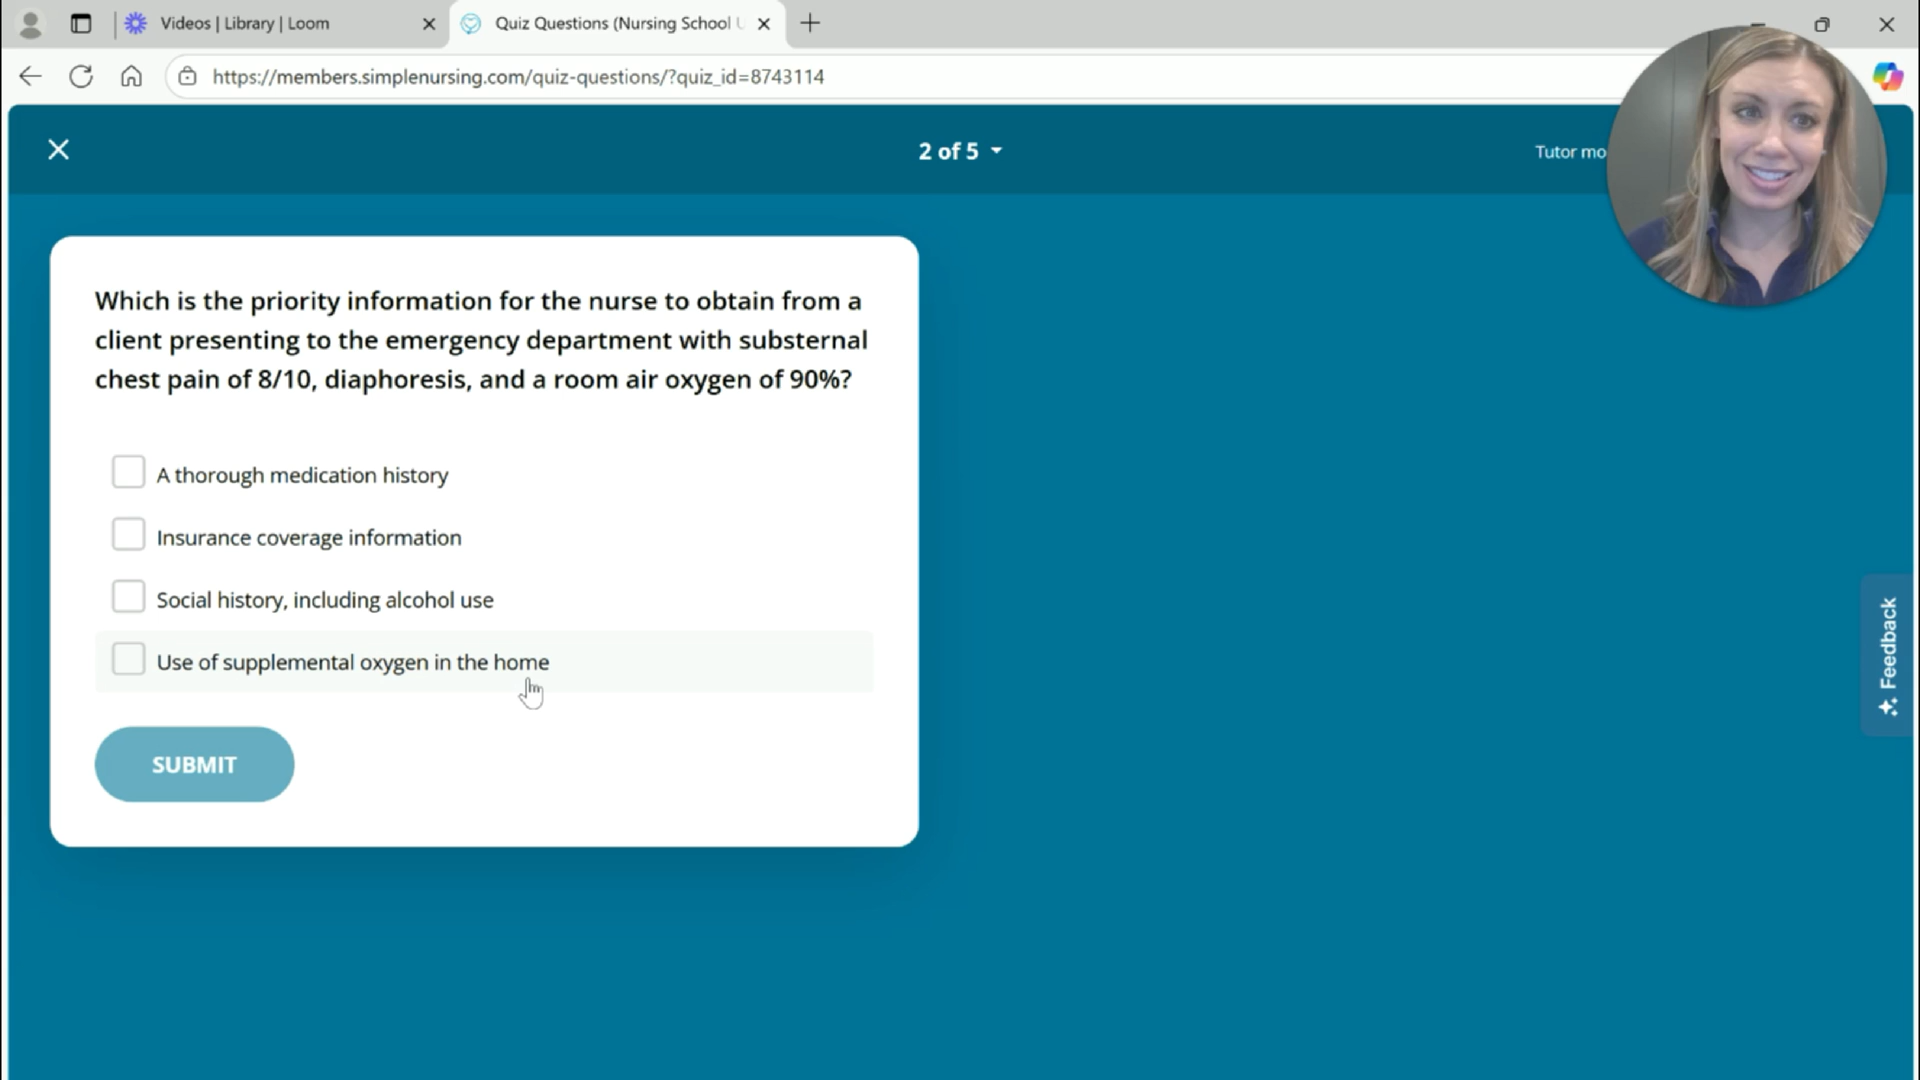 Videos | Library | Loom
Quiz Questions (Nursing School U
https://members.simplenursing.com/quiz-questions/?quiz_id=8743114
2 of 5
Tutor mo
Which is the priority information for the nurse to obtain from a
client presenting to the emergency department with substernal
chest pain of 8/10, diaphoresis, and a room air oxygen of 90%?
A thorough medication history
Insurance coverage information
Social history, including alcohol use
Use of supplemental oxygen in the home
SUBMIT
Feedback